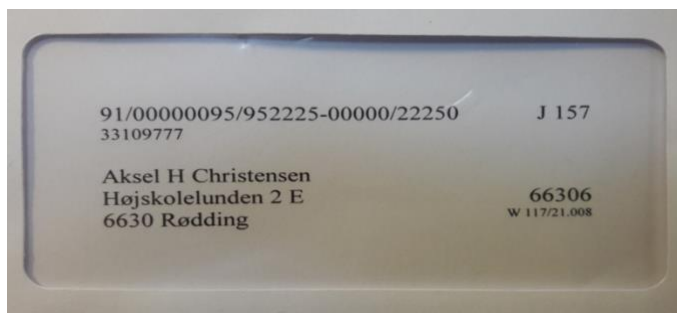 91/00000095/952225-00000/22250 J 157
33109777
Aksel H Christensen
Højskolelunden 2 E 66306
6630 Rødding W 117/21.008